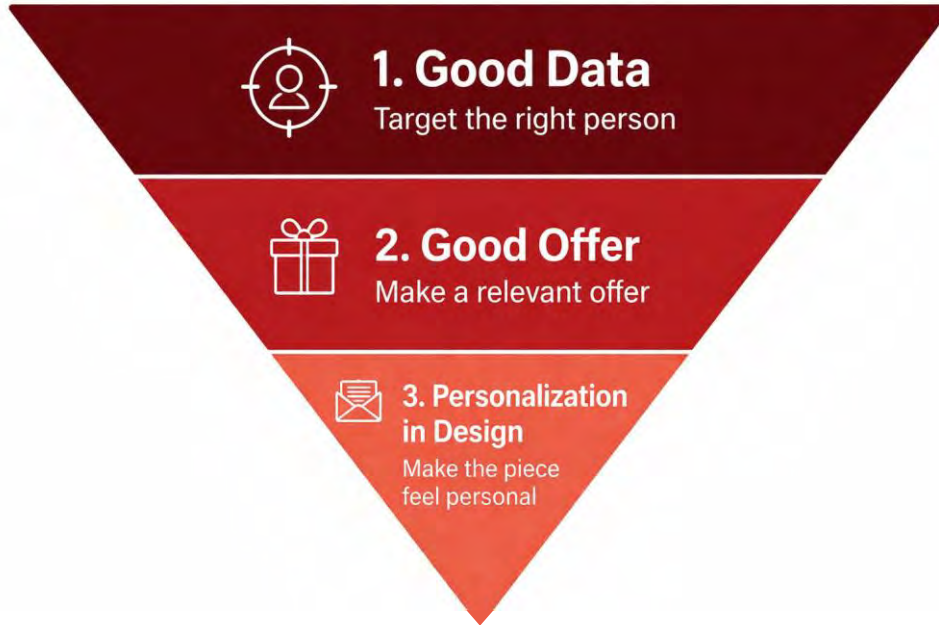 1. Good Data
Target the right person
2. Good Offer
Make a relevant offer
3. Personalization
in Design
Make the piece
feel personal